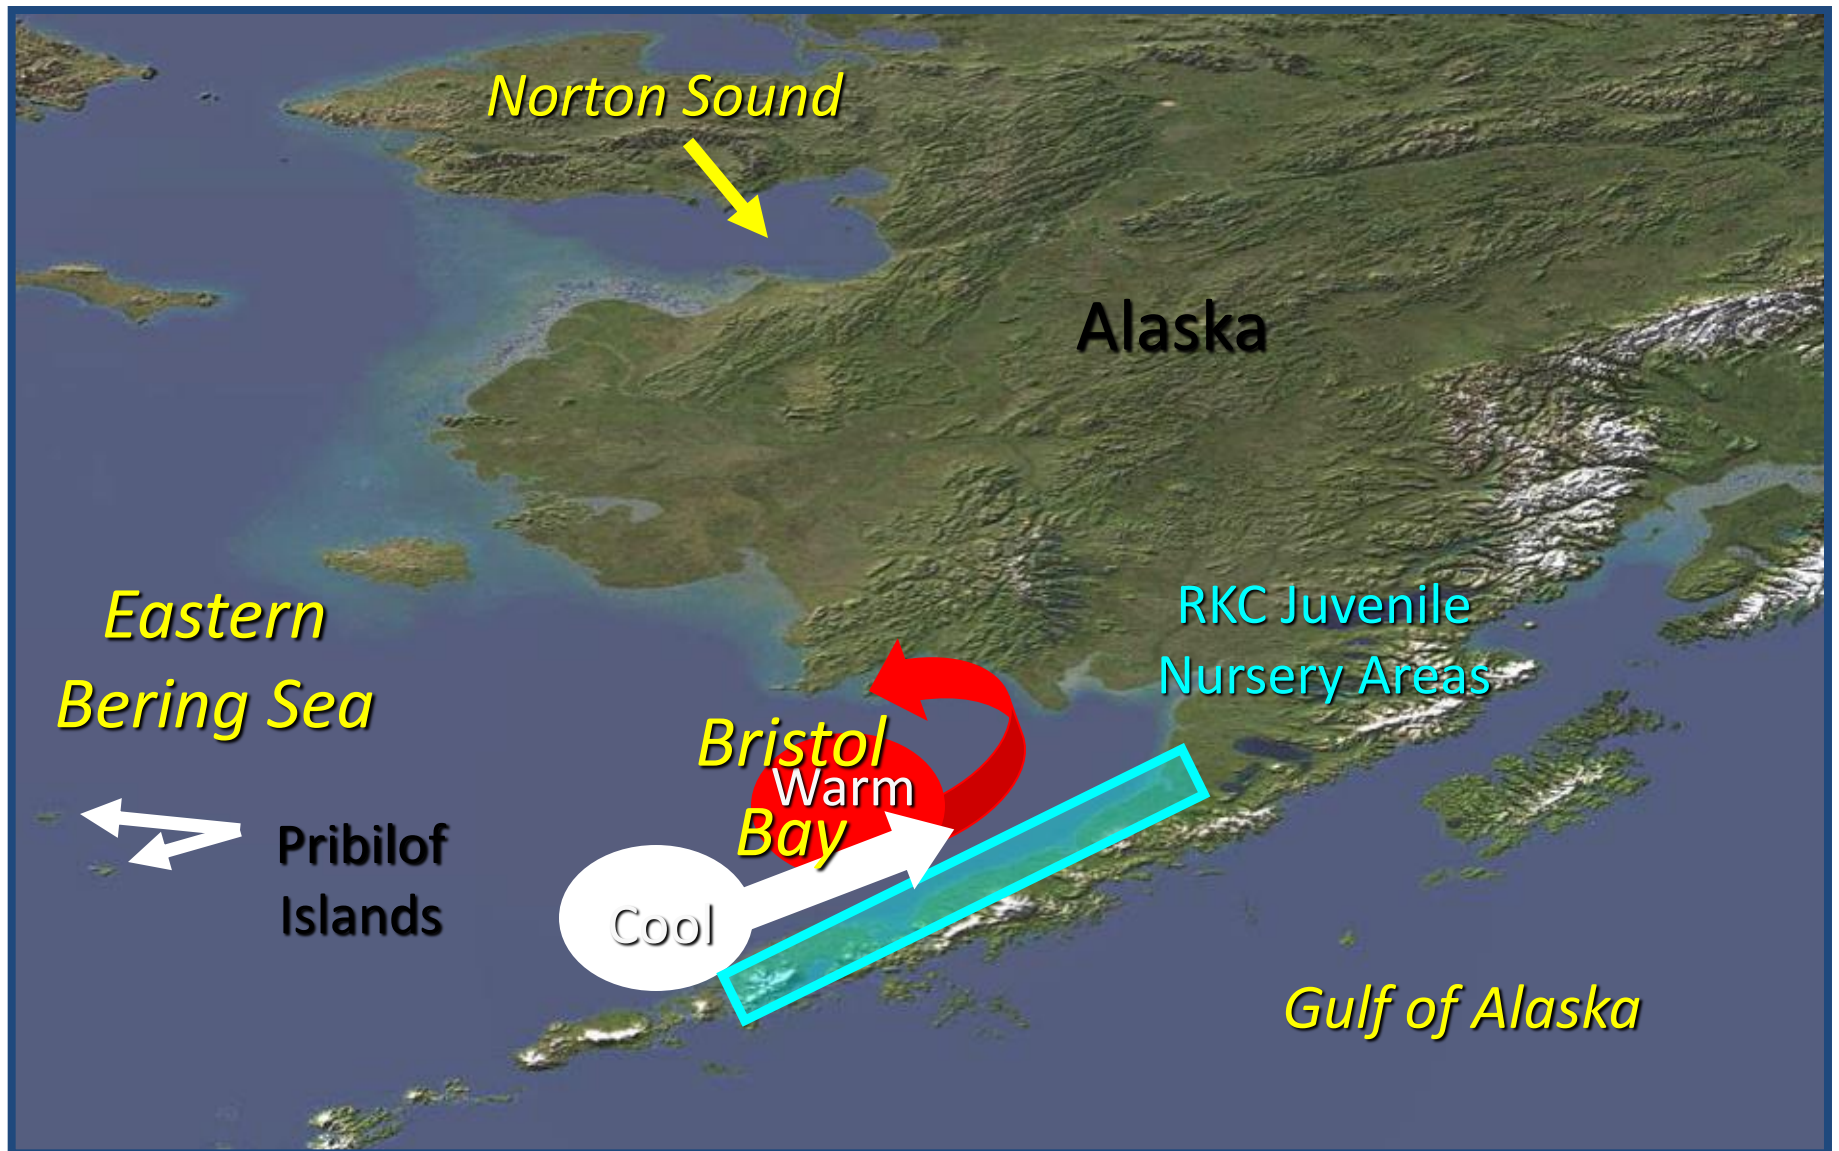 Norton Sound
Alaska
RKC Juvenile
Nursery Areas
Eastern
Bering Sea
Bristol
Warm
Bay
Pribilof
Islands
Cool
Gulf of Alaska